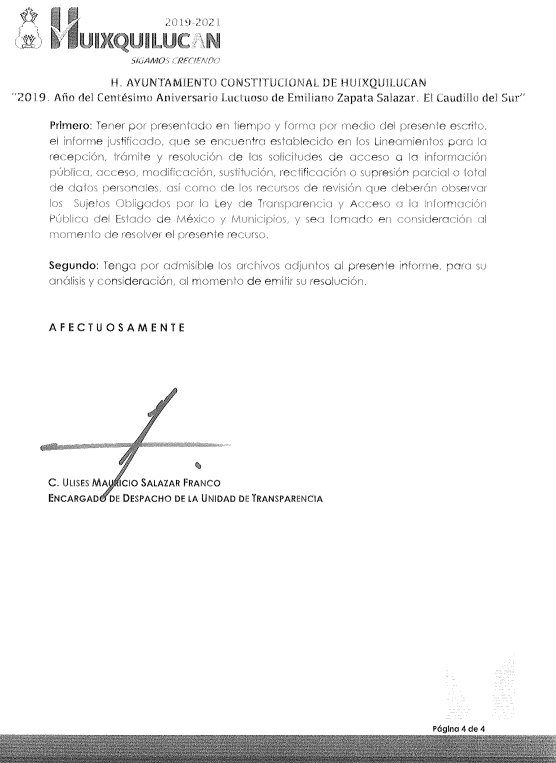 2019-2021
HUIXQUILUCAN
SIGAMOS CRECIENDO
H. AYUNTAMIENTO CONSTITUCIONAL DE HUIXQUILUCAN
"2019. Año del Centésimo Aniversario Luctuoso de Emiliano Zapata Salazar. El Caudillo del Sur"
Primero: Tener por presentado en tiempo y forma por medio del presente escrito,
el informe justificado, que se encuentra establecido en los Lineamientos para la
recepción, trámite y resolución de las solicitudes de acceso a la información
pública, acceso, modificación, sustitución, rectificación o supresión parcial o total
de datos personales, así como de los recursos de revisión que deberán observar
los Sujetos Obligados por la Ley de Transparencia y Acceso a la Información
Pública del Estado de México y Municipios, y sea tomado en consideración al
momento de resolver el presente recurso.
Segundo: Tenga por admisible los archivos adjuntos al presente informe, para su
análisis y consideración, al momento de emitir su resolución.
AFECTUOSAMENTE
C. ULISES MAURICIO SALAZAR FRANCO
ENCARGADO DE DESPACHO DE LA UNIDAD DE TRANSPARENCIA
Página 4 de 4